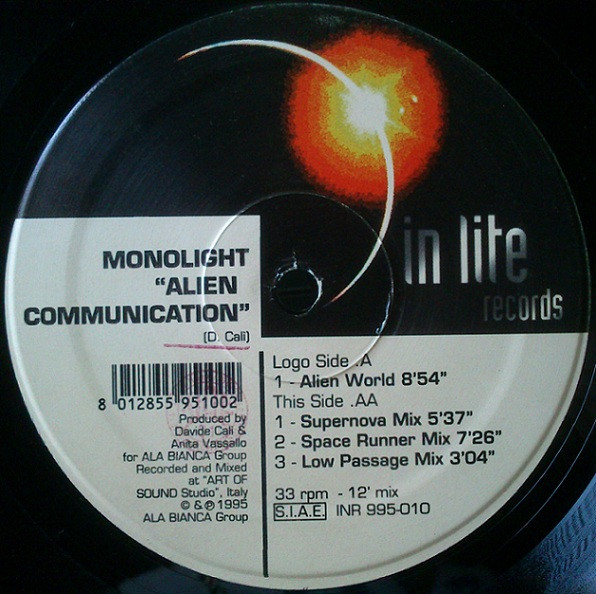 in lite
records
MONOLIGHT
"ALIEN
COMMUNICATION"
(D. Calì)
8 012855 951002
Produced by
Davide Calì &
Anita Vassallo
for ALA BIANCA Group
Recorded and Mixed
at "ART OF
SOUND Studio", Italy
© & ℗ 1995
ALA BIANCA Group
Logo Side .A
1 - Alien World 8'54"
This Side .AA
1 - Supernova Mix 5'37"
2 - Space Runner Mix 7'26"
3 - Low Passage Mix 3'04"
33 rpm - 12' mix
S.I.A.E. INR 995-010